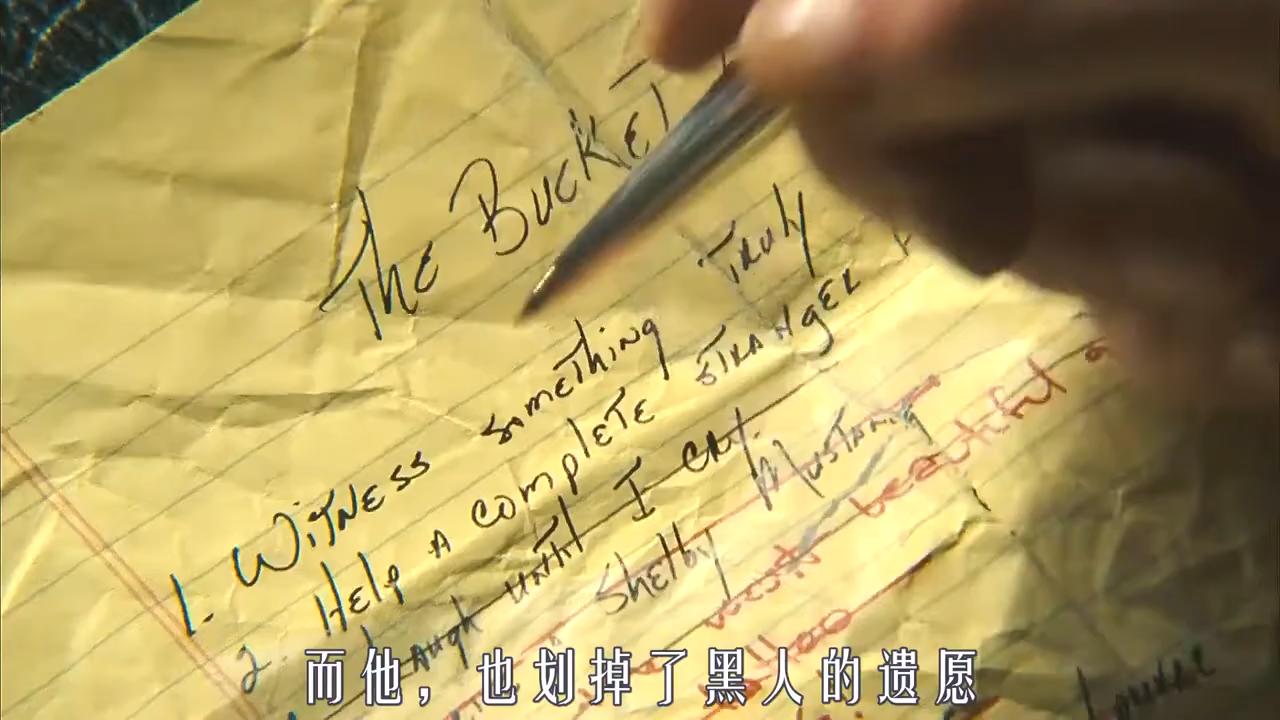 The Bucket
1. Witness something Truly
2. Help a complete stranger
Laugh until I cry.
Shelby Mustang
most beautiful
而他，也划掉了黑人的遗愿